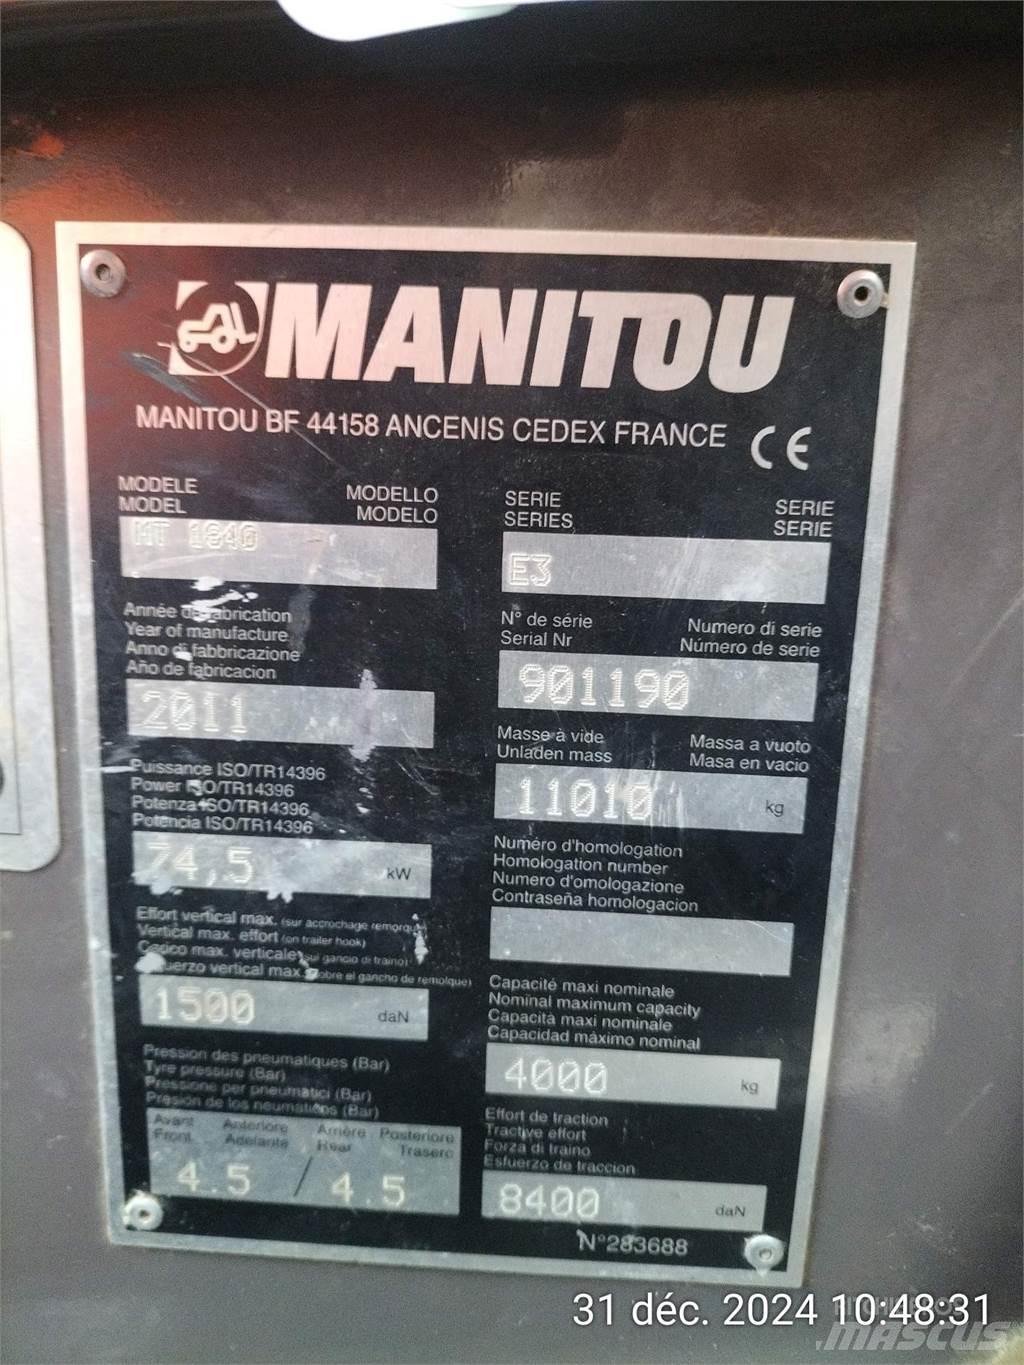 MANITOU
MANITOU BF 44158 ANCENIS CEDEX FRANCE CE
MODELE MODELLO
MODEL MODELO
MT 1840
SERIE SERIE
SERIES SERIE
E3
Année de fabrication
Year of manufacture
Anno di fabbricazione
Año de fabricacion
2011
N° de série Numero di serie
Serial Nr Número de serie
901190
Masse à vide Massa a vuoto
Unladen mass Masa en vacio
11010 kg
Puissance ISO/TR14396
Power ISO/TR14396
Potenza ISO/TR14396
Potencia ISO/TR14396
74,5 kW
Numéro d'homologation
Homologation number
Numero d'omologazione
Contraseña homologacion
Effort vertical max. (sur accrochage remorque)
Vertical max. effort (on trailer hook)
Carico max. verticale (sul gancio di traino)
Esfuerzo vertical max. (sobre el gancho de remolque)
1500 daN
Capacité maxi nominale
Nominal maximum capacity
Capacità maxi nominale
Capacidad máximo nominal
4000 kg
Pression des pneumatiques (Bar)
Tyre pressure (Bar)
Pressione per pneumatici (Bar)
Presión de los neumatiços (Bar)
Avant Anteriore Arrière Posteriore
Front Adelante Rear Trasero
4.5 / 4.5
Effort de traction
Tractive effort
Forza di traino
Esfuerzo de traccion
8400 daN
N°283688
31 déc. 2024 10:48:31
RITCHIE BROS
MASCUS